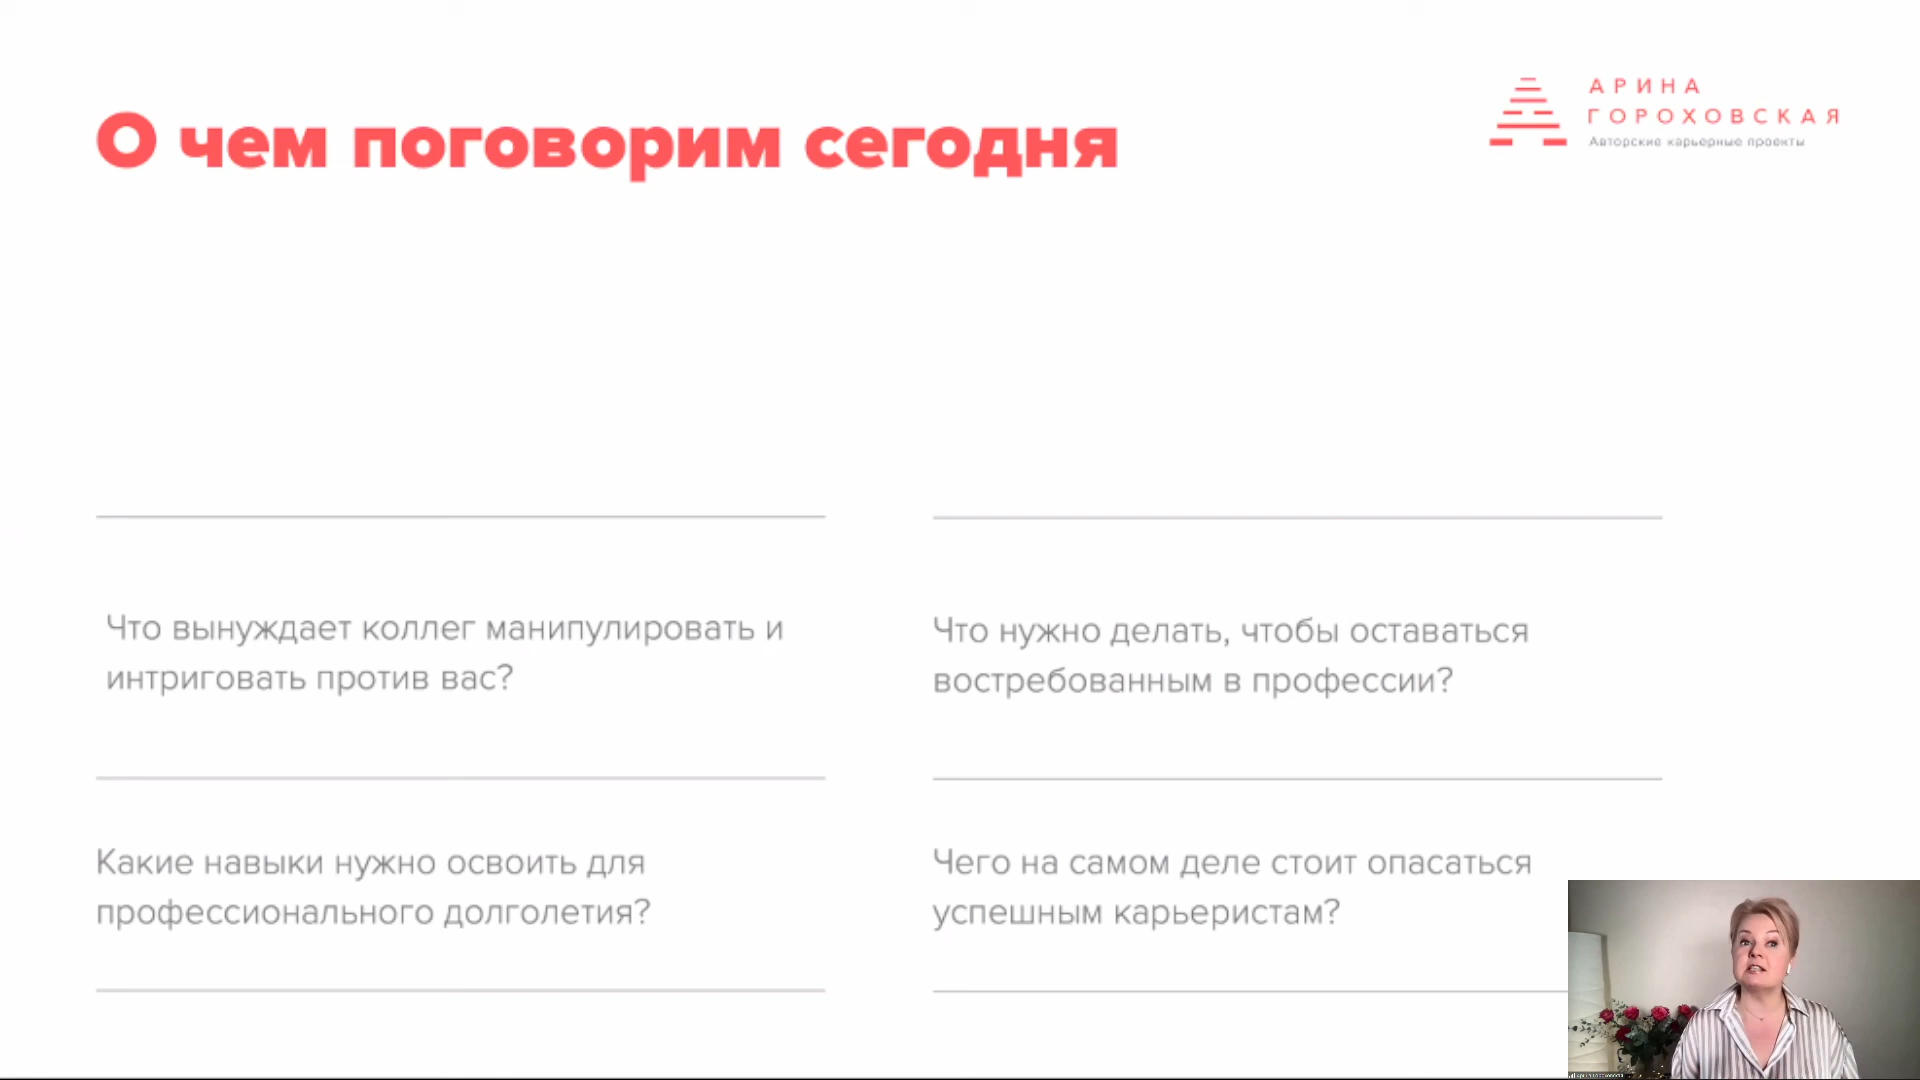 О чем поговорим сегодня
АРИНА
ГОРОХОВСКАЯ
Авторские карьерные проекты
Что вынуждает коллег манипулировать и
интриговать против вас?
Что нужно делать, чтобы оставаться
востребованным в профессии?
Какие навыки нужно освоить для
профессионального долголетия?
Чего на самом деле стоит опасаться
успешным карьеристам?